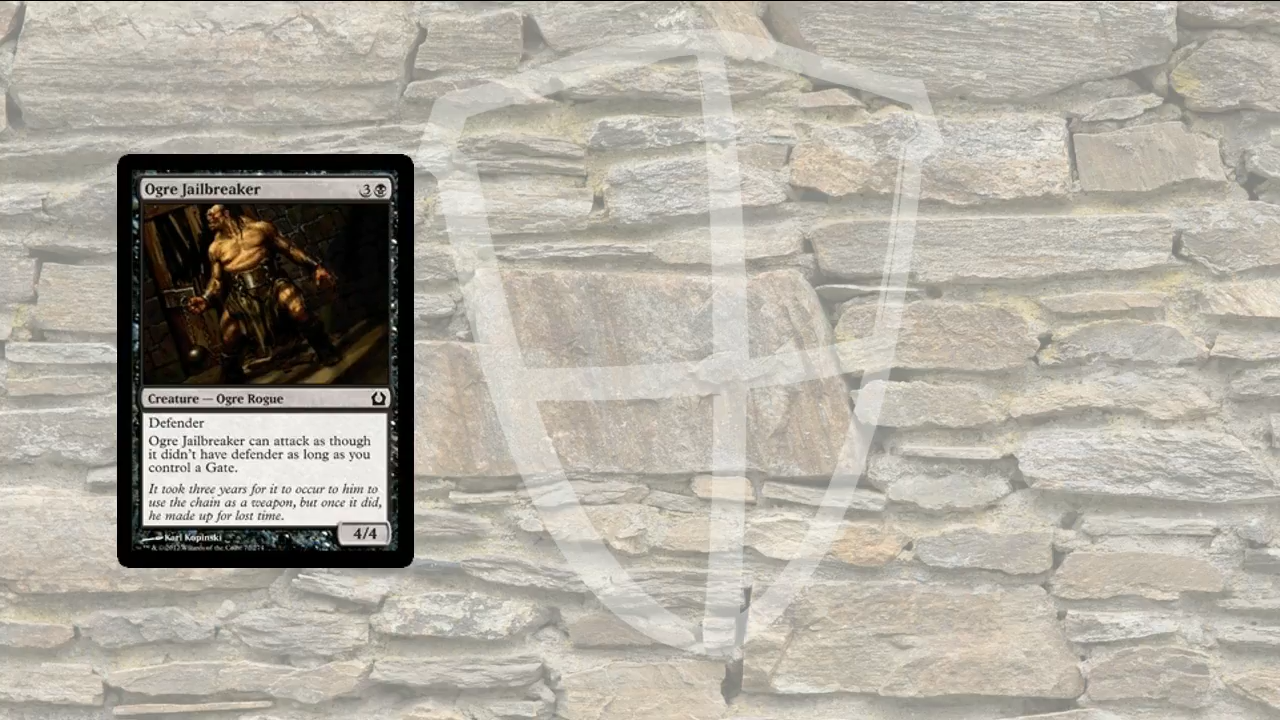 Ogre Jailbreaker 3
Creature — Ogre Rogue
Defender
Ogre Jailbreaker can attack as though
it didn't have defender as long as you
control a Gate.
It took three years for it to occur to him to
use the chain as a weapon, but once it did,
he made up for lost time.
4/4
Karl Kopinski